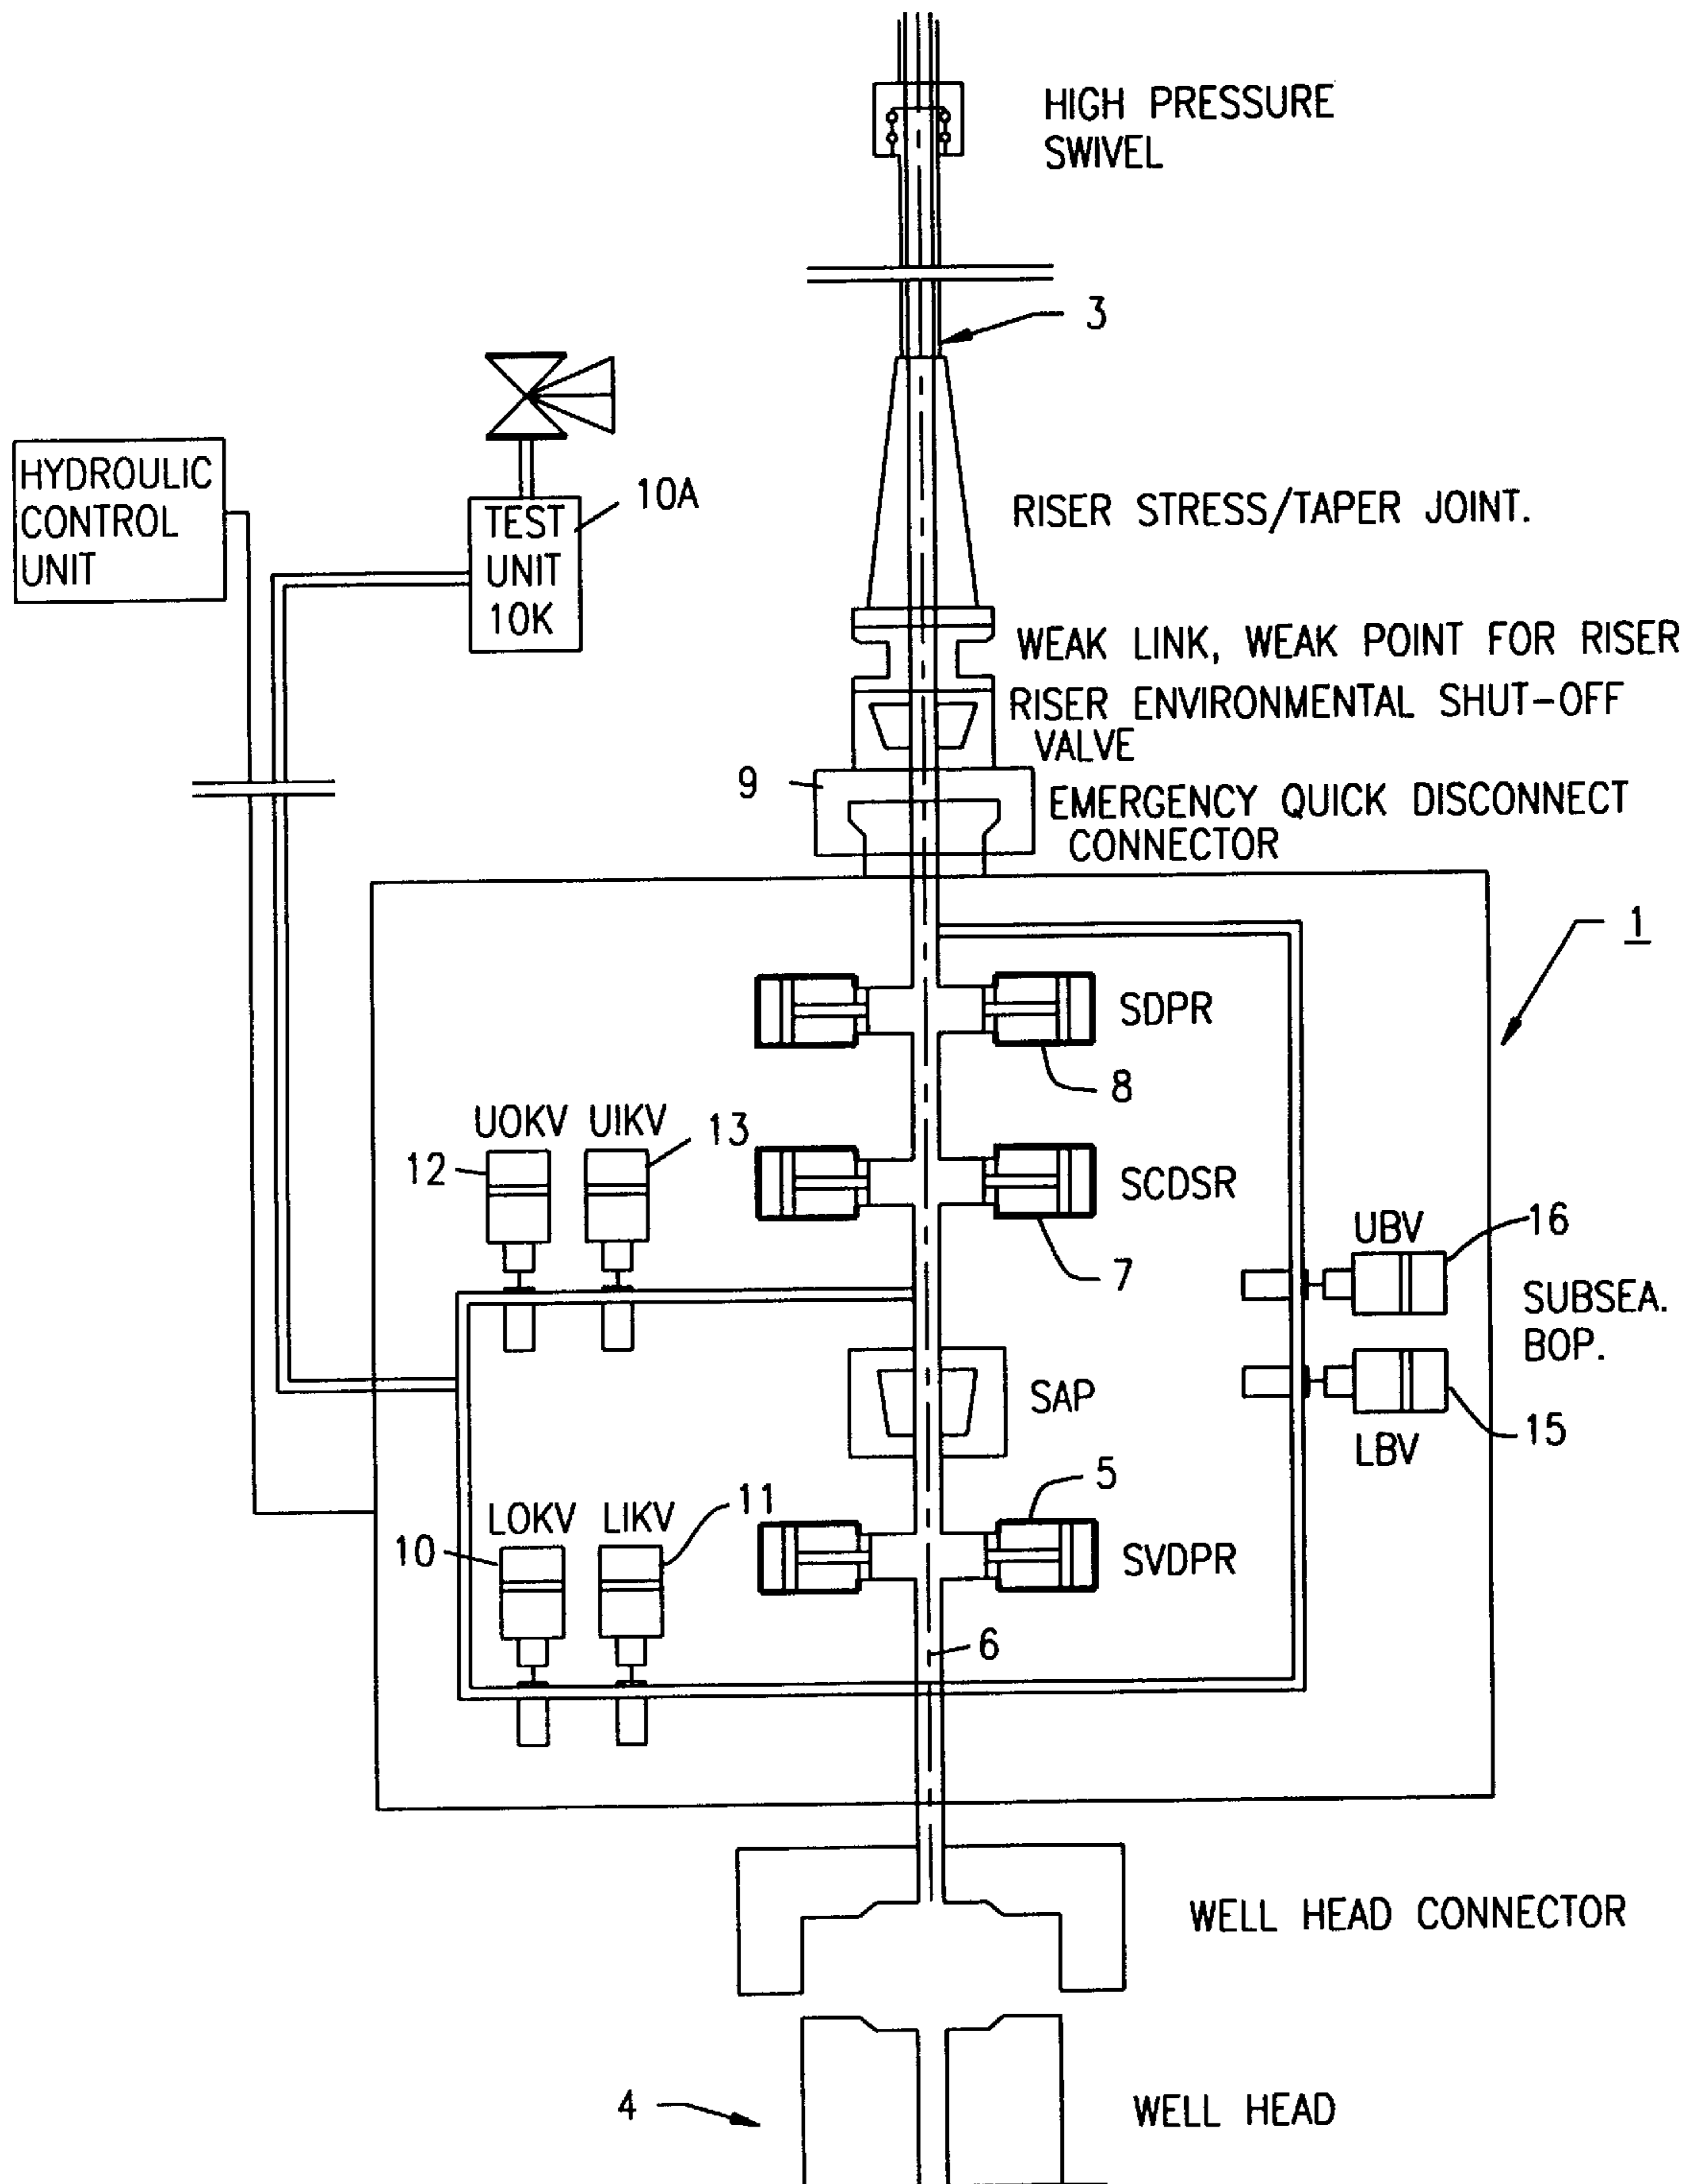 HIGH PRESSURE
SWIVEL
3
HYDROULIC
CONTROL
UNIT
10A
TEST
UNIT
10K
RISER STRESS/TAPER JOINT.
WEAK LINK, WEAK POINT FOR RISER
RISER ENVIRONMENTAL SHUT-OFF
VALVE
9
EMERGENCY QUICK DISCONNECT
CONNECTOR
1
SDPR
8
UOKV
UIKV
13
12
SCDSR
7
UBV
16
SUBSEA.
BOP.
SAP
15
LBV
5
LOKV
LIKV
11
10
SVDPR
6
WELL HEAD CONNECTOR
4
WELL HEAD